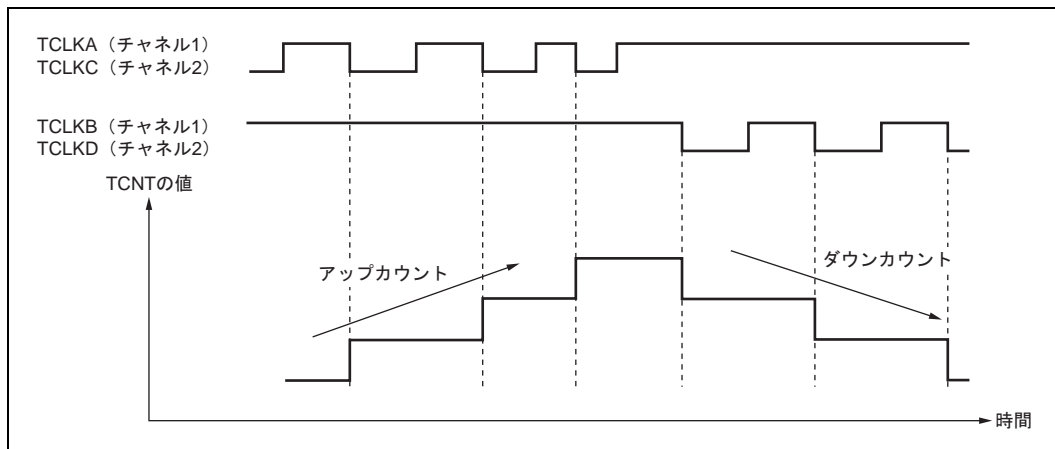 TCLKA（チャネル1）
TCLKC（チャネル2）
TCLKB（チャネル1）
TCLKD（チャネル2）
TCNTの値
アップカウント
ダウンカウント
時間